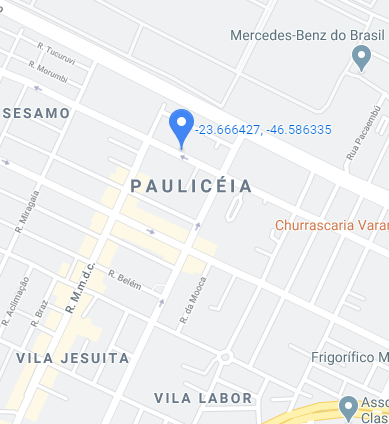 Mercedes-Benz do Brasil
R. Tucuruvi
R. Morumbi
SESAMO
-23.666427, -46.586335
Rua Pacaembú
PAULICÉIA
R. Miragaia
Churrascaria Varan
R. M.m.d.c.
R. Belém
R. Aclimação
R. Braz
R. da Mooca
VILA JESUITA
Frigorífico M
VILA LABOR
Asso
Clas